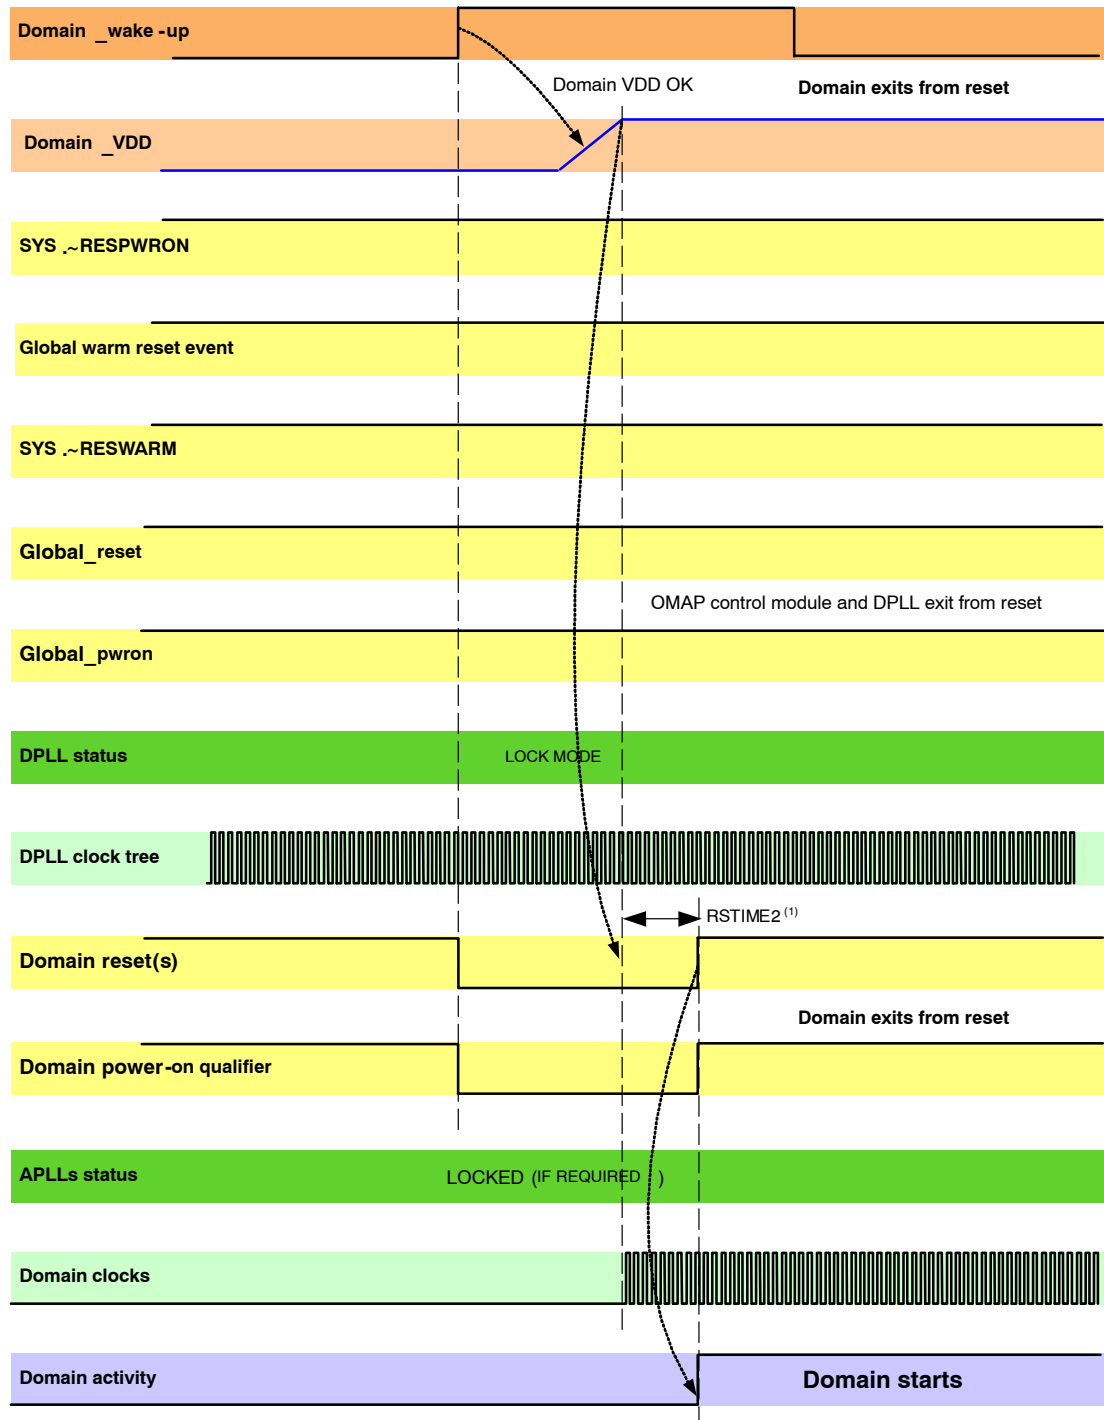 Domain _wake -up
Domain VDD OK
Domain exits from reset
Domain _VDD
SYS .~RESPWRON
Global warm reset event
SYS .~RESWARM
Global_reset
OMAP control module and DPLL exit from reset
Global_pwron
DPLL status
LOCK MODE
DPLL clock tree
RSTIME2 (1)
Domain reset(s)
Domain exits from reset
Domain power-on qualifier
APLLs status
LOCKED (IF REQUIRED )
Domain clocks
Domain activity
Domain starts